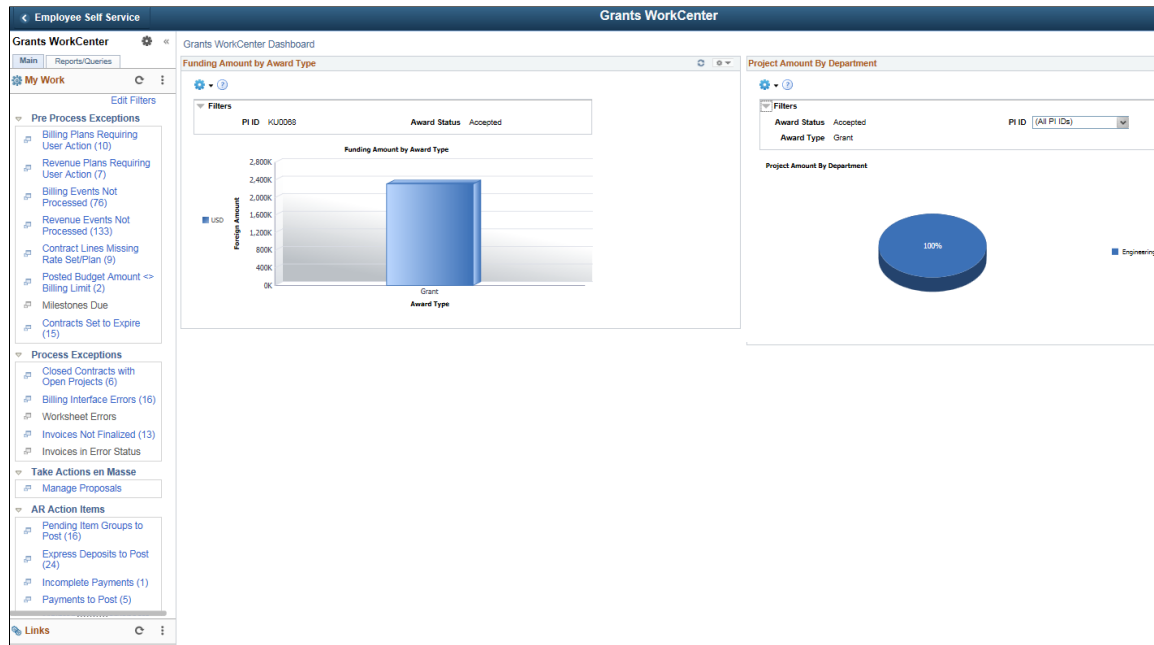 Employee Self Service
Grants WorkCenter
Grants WorkCenter
«
Main
Reports/Queries
My Work
Edit Filters
Pre Process Exceptions
Billing Plans Requiring
User Action (10)
Revenue Plans Requiring
User Action (7)
Billing Events Not
Processed (76)
Revenue Events Not
Processed (133)
Contract Lines Missing
Rate Set/Plan (9)
Posted Budget Amount <>
Billing Limit (2)
Milestones Due
Contracts Set to Expire
(15)
Process Exceptions
Closed Contracts with
Open Projects (6)
Billing Interface Errors (16)
Worksheet Errors
Invoices Not Finalized (13)
Invoices in Error Status
Take Actions en Masse
Manage Proposals
AR Action Items
Pending Item Groups to
Post (16)
Express Deposits to Post
(24)
Incomplete Payments (1)
Payments to Post (5)
Links
Grants WorkCenter Dashboard
Funding Amount by Award Type
Filters
PI ID KU0068 Award Status Accepted
Funding Amount by Award Type
2,800K
2,400K
2,000K
1,600K
1,200K
800K
400K
0K
Foreign Amount
USD
Grant
Award Type
Project Amount By Department
Filters
Award Status Accepted PI ID (All PI IDs)
Award Type Grant
Project Amount By Department
100%
Engineering